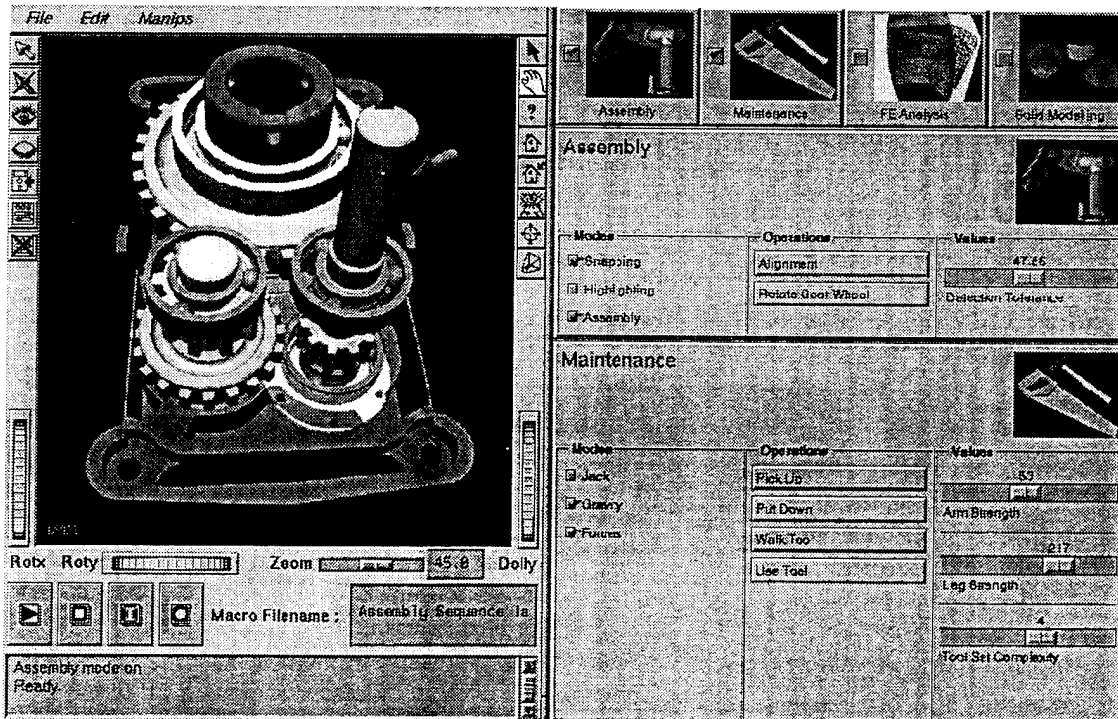 File Edit Manips
?
Rotx Roty Zoom 45.0 Dolly
Macro Filename : Assembly Sequence 1a
Assembly mode on
Ready.
Assembly Maintenance FE Analysis Solid Modelling
Assembly
Modes Operations Values
Snapping Alignment 47.66
Highlighting Rotate Gear Wheel Detection Tolerance
Assembly
Maintenance
Modes Operations Values
Jack Pick Up 53
Gravity Put Down Arm Strength
Forces Walk Too 217
Use Tool Leg Strength
4
Tool Set Complexity